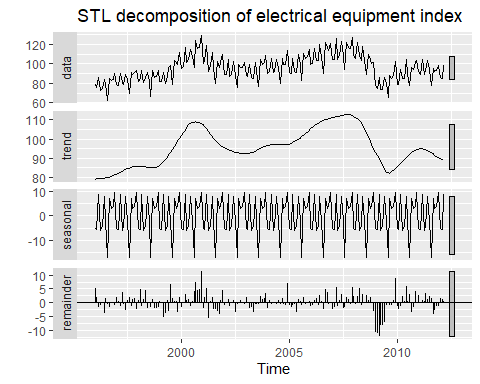 STL decomposition of electrical equipment index
data
120
100
80
60
trend
110
100
90
80
seasonal
10
0
-10
remainder
10
5
0
-5
-10
2000 2005 2010
Time